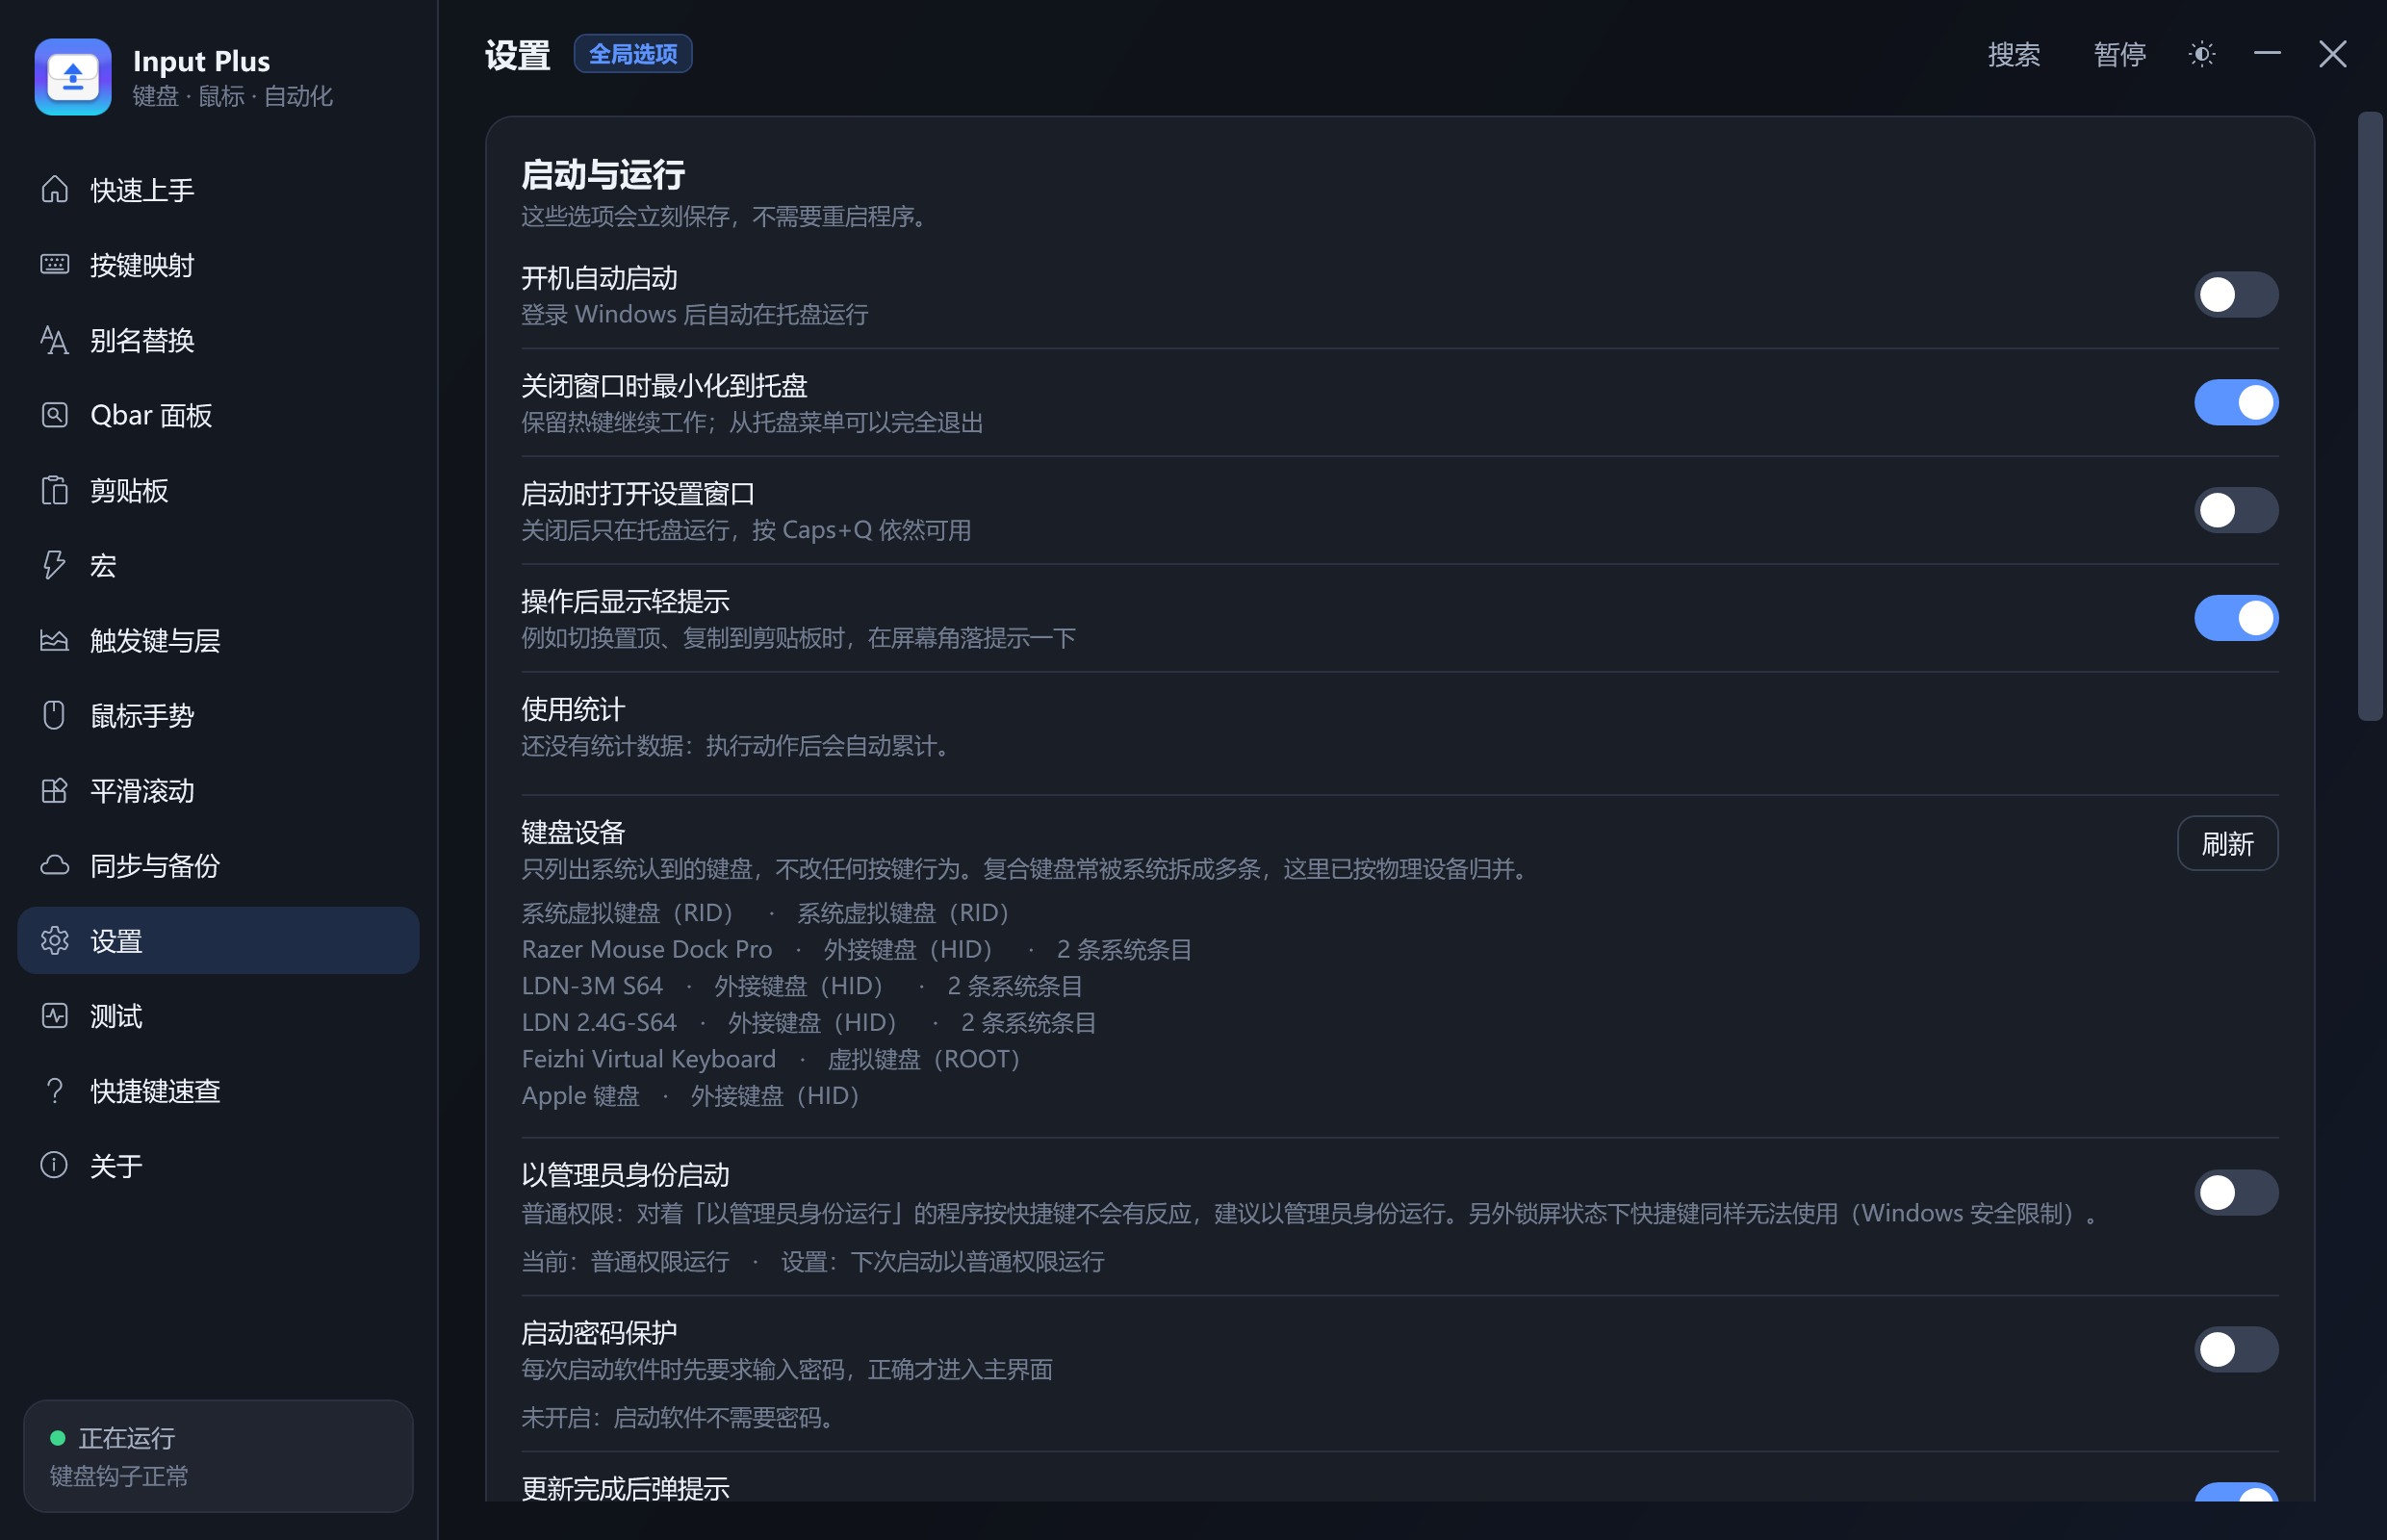 Input Plus
键盘 · 鼠标 · 自动化
快速上手
按键映射
别名替换
Qbar 面板
剪贴板
宏
触发键与层
鼠标手势
平滑滚动
同步与备份
设置
测试
快捷键速查
关于
正在运行
键盘钩子正常
设置 全局选项
搜索 暂停
启动与运行
这些选项会立刻保存，不需要重启程序。
开机自动启动
登录 Windows 后自动在托盘运行
关闭窗口时最小化到托盘
保留热键继续工作；从托盘菜单可以完全退出
启动时打开设置窗口
关闭后只在托盘运行，按 Caps+Q 依然可用
操作后显示轻提示
例如切换置顶、复制到剪贴板时，在屏幕角落提示一下
使用统计
还没有统计数据：执行动作后会自动累计。
键盘设备
刷新
只列出系统认到的键盘，不改任何按键行为。复合键盘常被系统拆成多条，这里已按物理设备归并。
系统虚拟键盘（RID） · 系统虚拟键盘（RID）
Razer Mouse Dock Pro · 外接键盘（HID） · 2 条系统条目
LDN-3M S64 · 外接键盘（HID） · 2 条系统条目
LDN 2.4G-S64 · 外接键盘（HID） · 2 条系统条目
Feizhi Virtual Keyboard · 虚拟键盘（ROOT）
Apple 键盘 · 外接键盘（HID）
以管理员身份启动
普通权限：对着「以管理员身份运行」的程序按快捷键不会有反应，建议以管理员身份运行。另外锁屏状态下快捷键同样无法使用（Windows 安全限制）。
当前：普通权限运行 · 设置：下次启动以普通权限运行
启动密码保护
每次启动软件时先要求输入密码，正确才进入主界面
未开启：启动软件不需要密码。
更新完成后弹提示